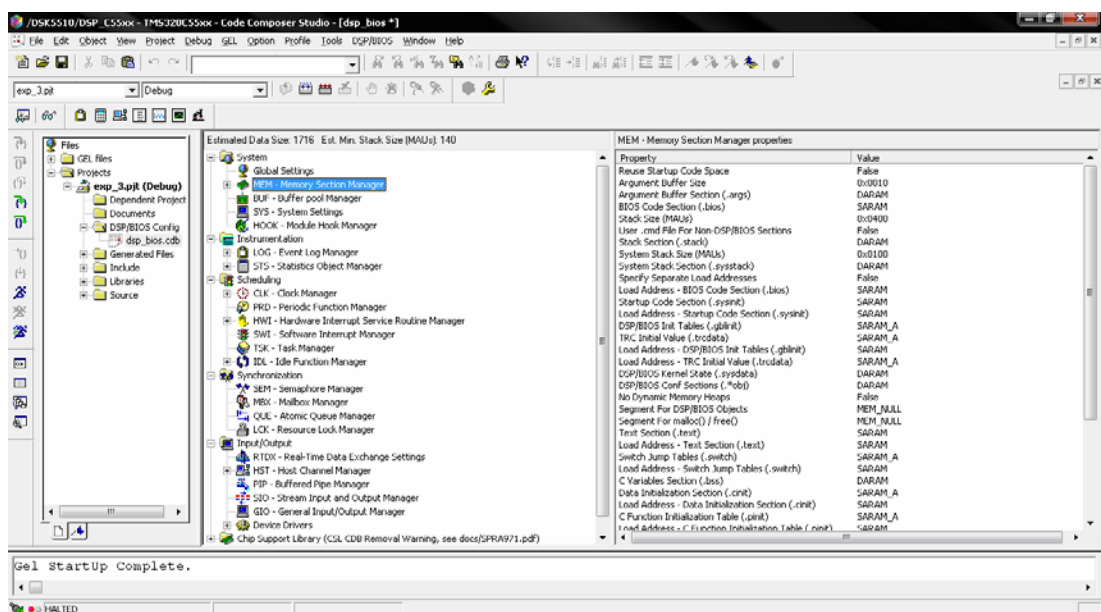 /DSK5510/DSP_C55xx - TMS320C55xx - Code Composer Studio - [dsp_bios *]
File Edit Object View Project Debug GEL Option Profile Tools DSP/BIOS Window Help
exp_3.pjt Debug
Files
GEL files
Projects
exp_3.pjt (Debug)
Dependent Project
Documents
DSP/BIOS Config
dsp_bios.cdb
Generated Files
Include
Libraries
Source
Estimated Data Size: 1716 Est. Min. Stack Size (MAUs): 140
System
Global Settings
MEM - Memory Section Manager
BUF - Buffer pool Manager
SYS - System Settings
HOOK - Module Hook Manager
Instrumentation
LOG - Event Log Manager
STS - Statistics Object Manager
Scheduling
CLK - Clock Manager
PRD - Periodic Function Manager
HWI - Hardware Interrupt Service Routine Manager
SWI - Software Interrupt Manager
TSK - Task Manager
IDL - Idle Function Manager
Synchronization
SEM - Semaphore Manager
MBX - Mailbox Manager
QUE - Atomic Queue Manager
LCK - Resource Lock Manager
Input/Output
RTDX - Real-Time Data Exchange Settings
HST - Host Channel Manager
PIP - Buffered Pipe Manager
SIO - Stream Input and Output Manager
GIO - General Input/Output Manager
Device Drivers
Chip Support Library (CSL CDB Removal Warning, see docs/SPRA971.pdf)
MEM - Memory Section Manager properties
Property Value
Reuse Startup Code Space False
Argument Buffer Size 0x0010
Argument Buffer Section (.args) DARAM
BIOS Code Section (.bios) SARAM
Stack Size (MAUs) 0x0400
User .cmd File For Non-DSP/BIOS Sections False
Stack Section (.stack) DARAM
System Stack Size (MAUs) 0x0100
System Stack Section (.sysstack) DARAM
Specify Separate Load Addresses False
Load Address - BIOS Code Section (.bios) SARAM
Startup Code Section (.sysinit) SARAM
Load Address - Startup Code Section (.sysinit) SARAM
DSP/BIOS Init Tables (.gblinit) SARAM_A
TRC Initial Value (.trcdata) SARAM_A
Load Address - DSP/BIOS Init Tables (.gblinit) SARAM
Load Address - TRC Initial Value (.trcdata) SARAM_A
DSP/BIOS Kernel State (.sysdata) DARAM
DSP/BIOS Conf Sections (.*obj) DARAM
No Dynamic Memory Heaps False
Segment For DSP/BIOS Objects MEM_NULL
Segment For malloc() / free() MEM_NULL
Text Section (.text) SARAM
Load Address - Text Section (.text) SARAM
Switch Jump Tables (.switch) SARAM_A
Load Address - Switch Jump Tables (.switch) SARAM
C Variables Section (.bss) DARAM
Data Initialization Section (.cinit) SARAM_A
Load Address - Data Initialization Section (.cinit) SARAM
C Function Initialization Table (.pinit) SARAM_A
Load Address - C Function Initialization Table (.pinit) SARAM
Gel StartUp Complete.
HALTED